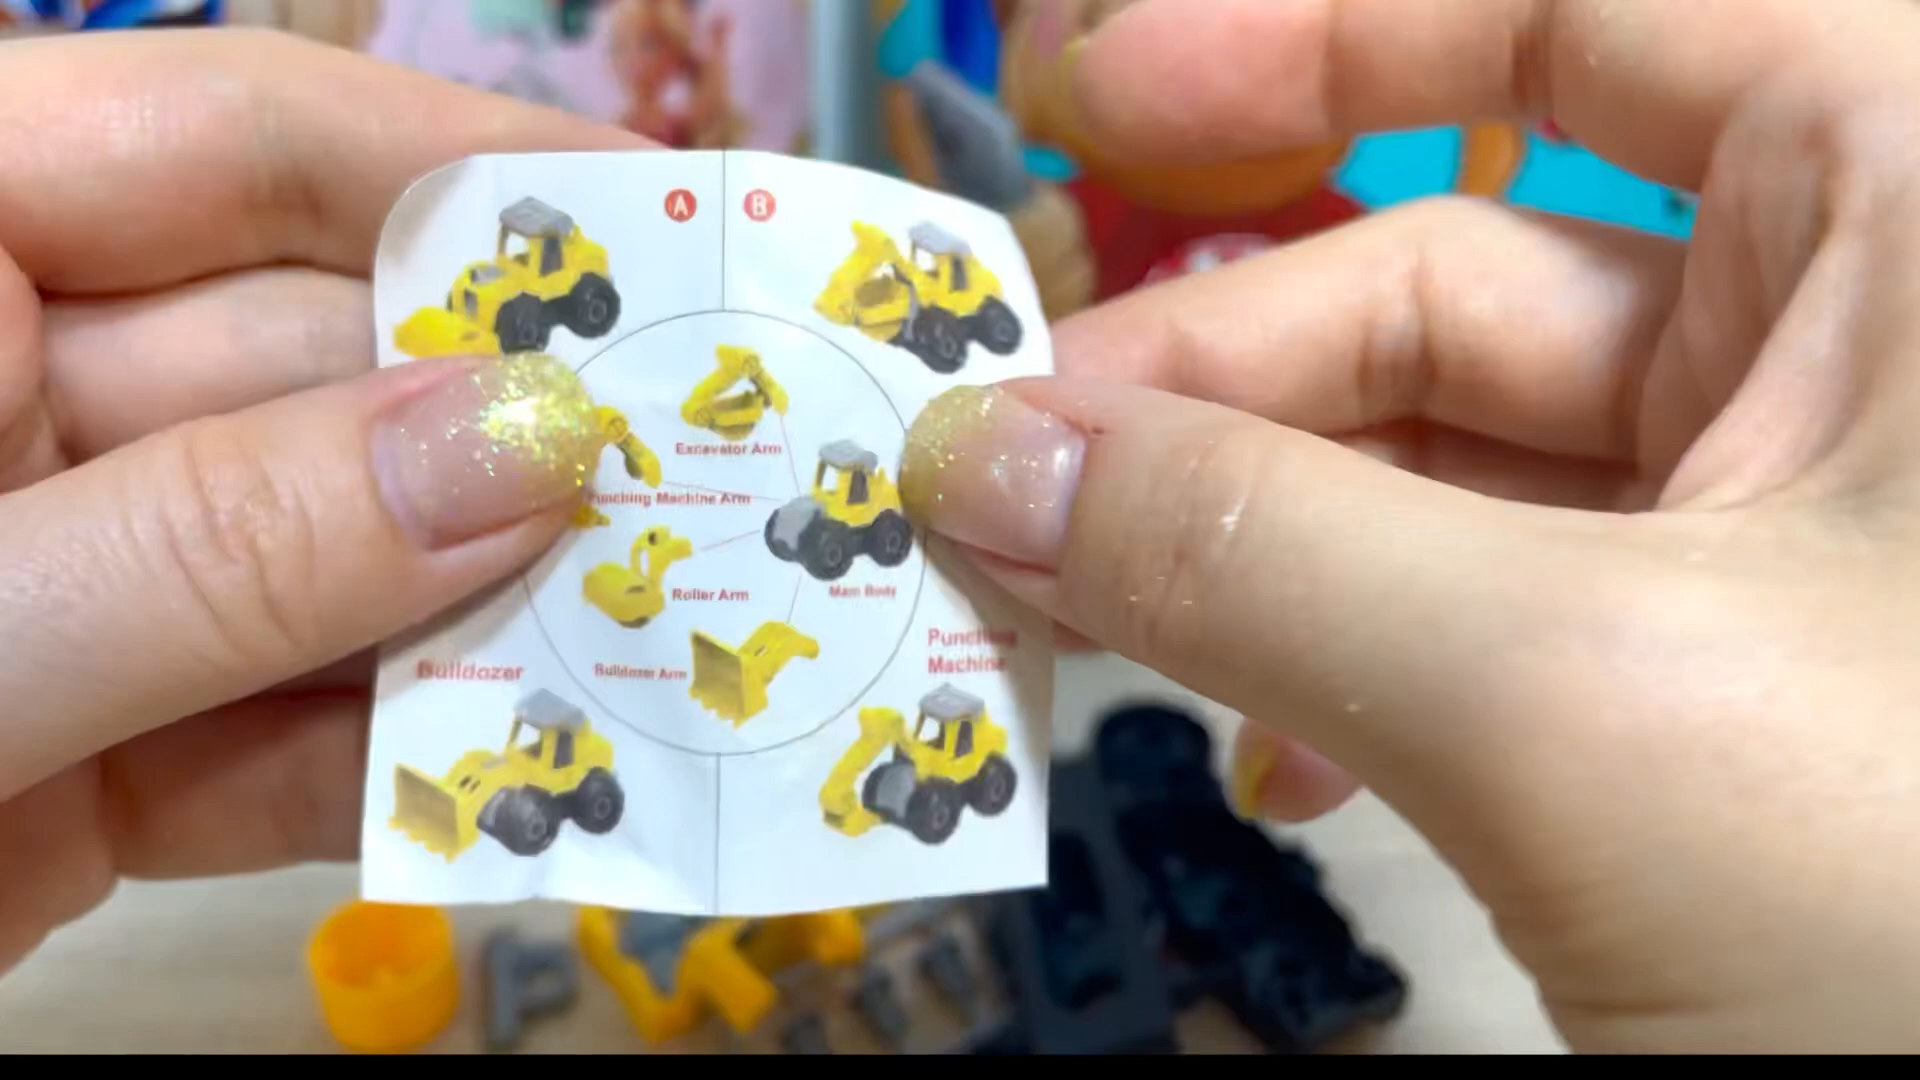 A B
Excavator Arm
Punching Machine Arm
Roller Arm
Main Body
Bulldozer Arm
Bulldozer
Punching
Machine